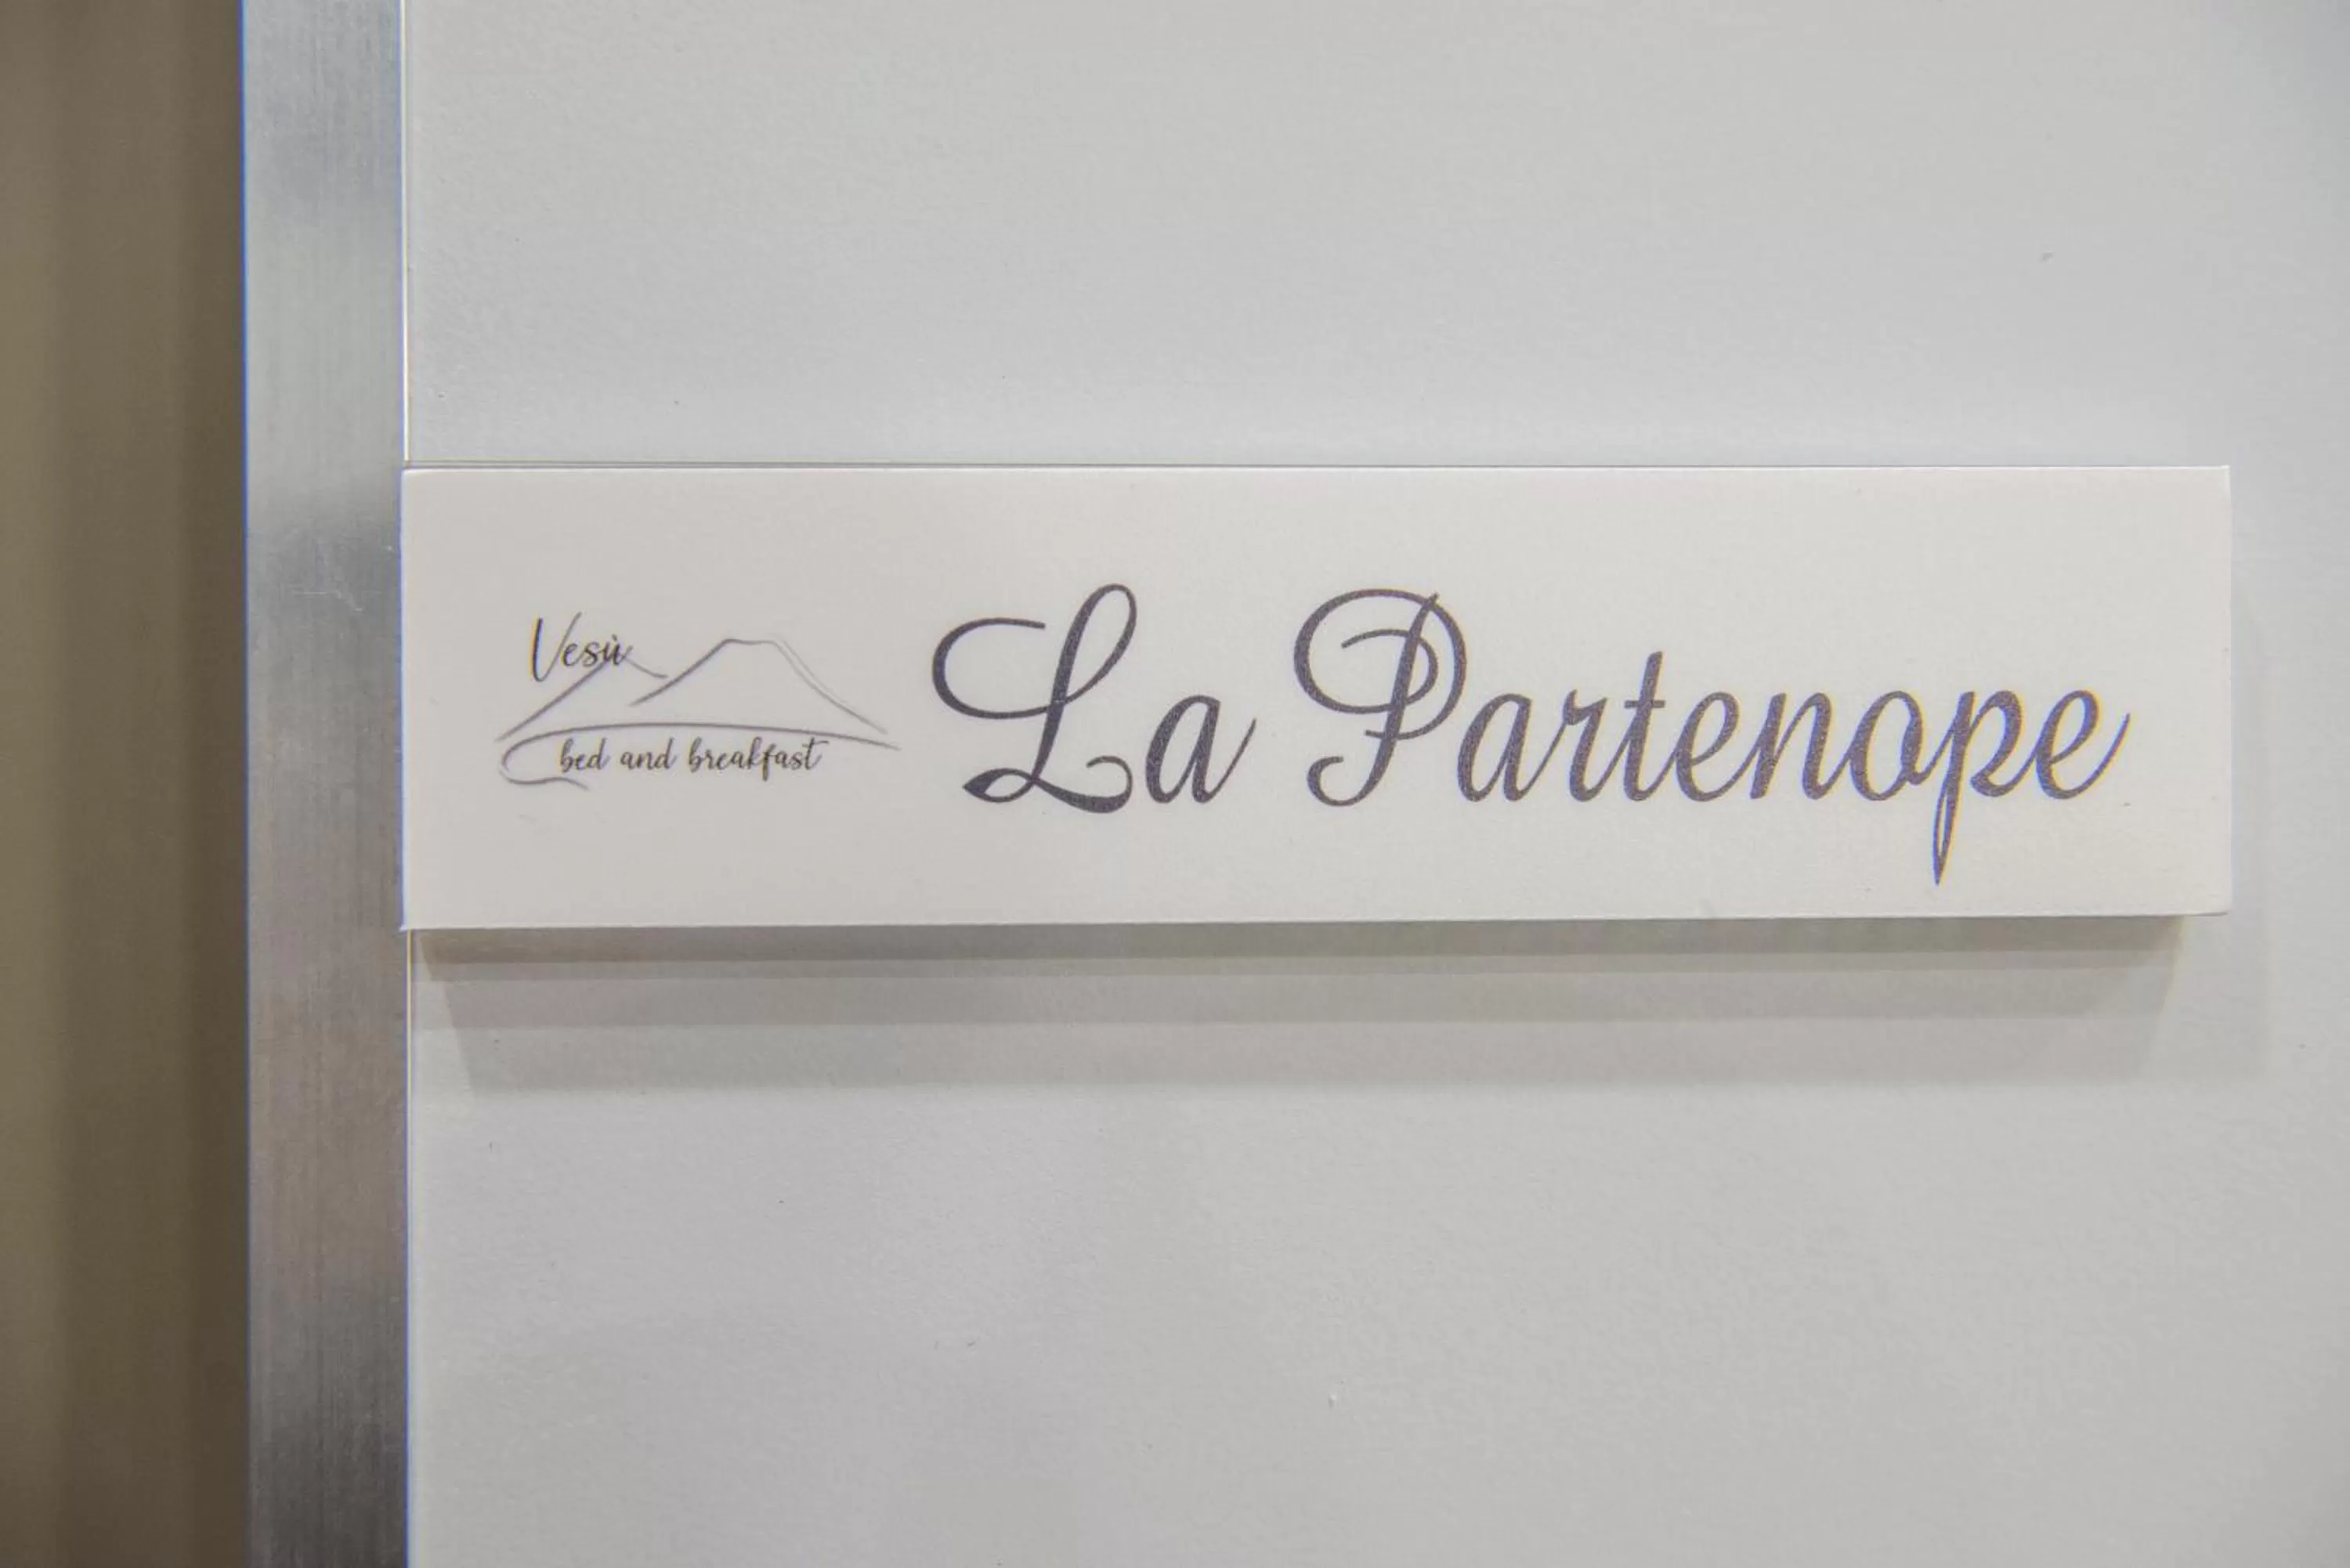 Vesù
bed and breakfast
La Partenope